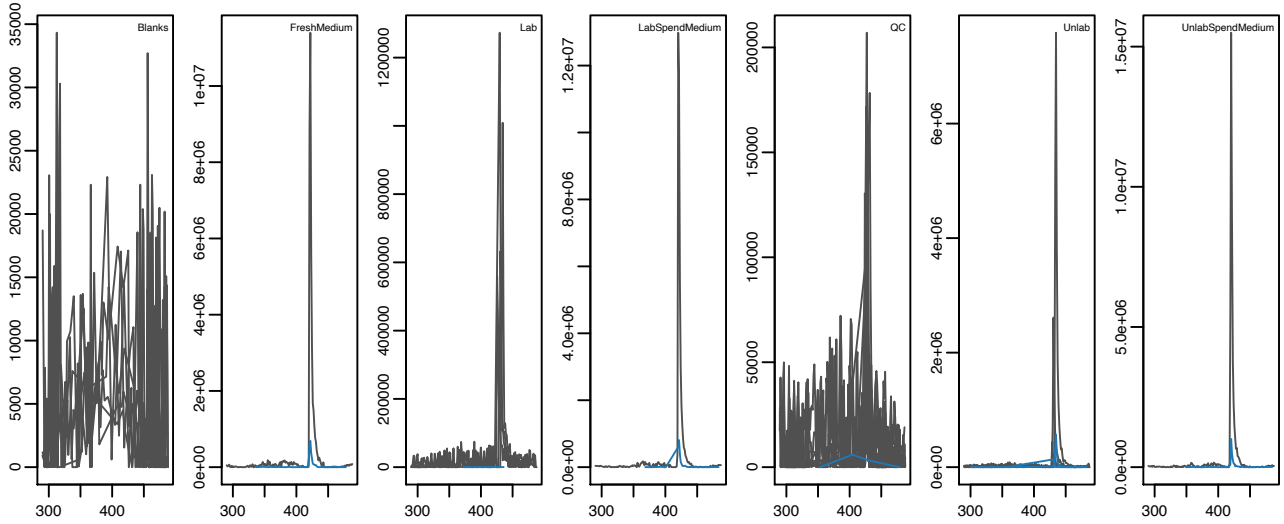 Blanks
0
5000
10000
15000
20000
25000
30000
35000
300
400
FreshMedium
0e+00
2e+06
4e+06
6e+06
8e+06
1e+07
300
400
Lab
0
200000
400000
600000
800000
1200000
300
400
LabSpendMedium
0.0e+00
4.0e+06
8.0e+06
1.2e+07
300
400
QC
0
50000
100000
150000
200000
300
400
Unlab
0e+00
2e+06
4e+06
6e+06
300
400
UnlabSpendMedium
0.0e+00
5.0e+06
1.0e+07
1.5e+07
300
400